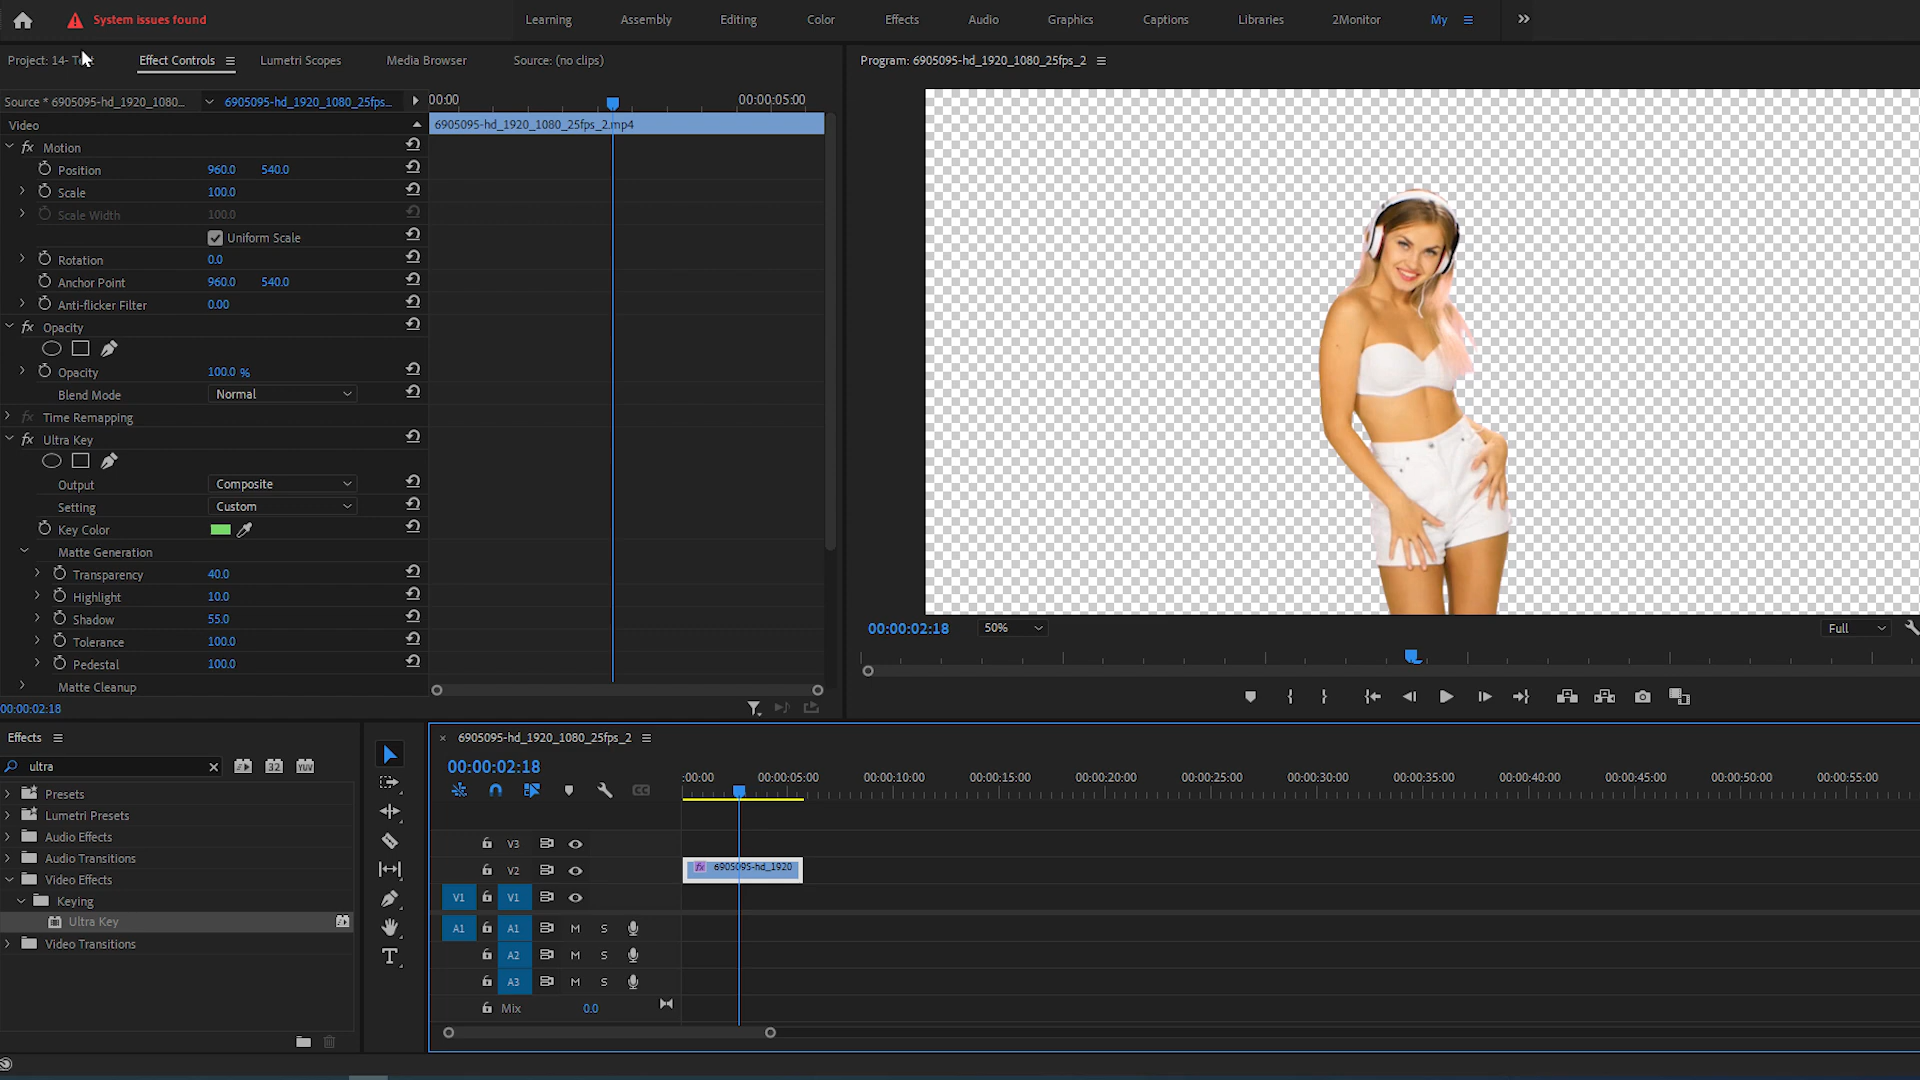 System issues found
Learning Assembly Editing Color Effects Audio Graphics Captions Libraries 2Monitor My
Project: 14- Effect Controls Lumetri Scopes Media Browser Source: (no clips)
Program: 6905095-hd_1920_1080_25fps_2
Source * 6905095-hd_1920_1080... 6905095-hd_1920_1080_25fps... 00:00 00:00:05:00
Video 6905095-hd_1920_1080_25fps_2.mp4
fx Motion
Position 960.0 540.0
Scale 100.0
Scale Width 100.0
Uniform Scale
Rotation 0.0
Anchor Point 960.0 540.0
Anti-flicker Filter 0.00
fx Opacity
Opacity 100.0 %
Blend Mode Normal
fx Time Remapping
fx Ultra Key
Output Composite
Setting Custom
Key Color
Matte Generation
Transparency 40.0
Highlight 10.0
Shadow 55.0
Tolerance 100.0
Pedestal 100.0
Matte Cleanup
00:00:02:18
00:00:02:18 50% Full
Effects
ultra 32 YUV
Presets
Lumetri Presets
Audio Effects
Audio Transitions
Video Effects
Keying
Ultra Key
Video Transitions
T
× 6905095-hd_1920_1080_25fps_2
00:00:02:18
:00:00 00:00:05:00 00:00:10:00 00:00:15:00 00:00:20:00 00:00:25:00 00:00:30:00 00:00:35:00 00:00:40:00 00:00:45:00 00:00:50:00 00:00:55:00
CC
V3
V2 fx 6905095-hd_1920
V1 V1
A1 A1 M S
A2 M S
A3 M S
Mix 0.0